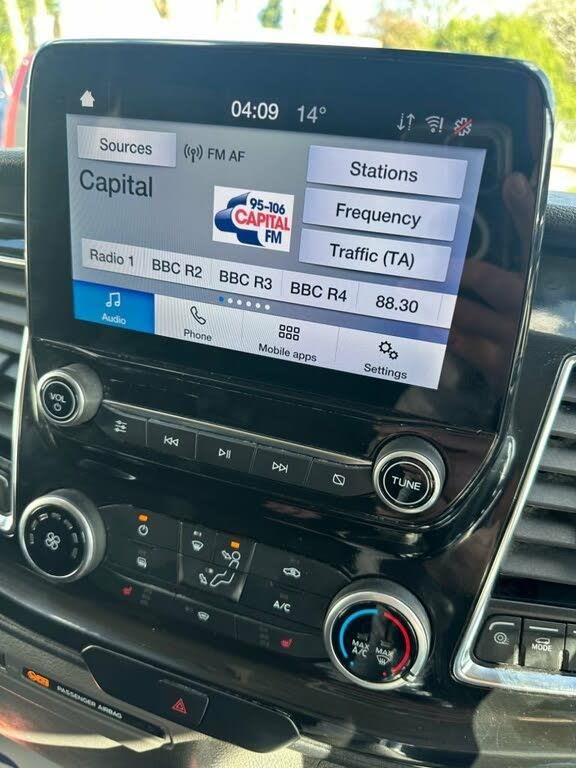 04:09 14°
Sources
FM AF
Stations
Capital
95-106
CAPITAL
FM
Frequency
Traffic (TA)
Radio 1 BBC R2 BBC R3 BBC R4 88.30
Audio Phone Mobile apps Settings
VOL
TUNE
A/C
MAX A/C
MAX
MODE
PASSENGER AIRBAG